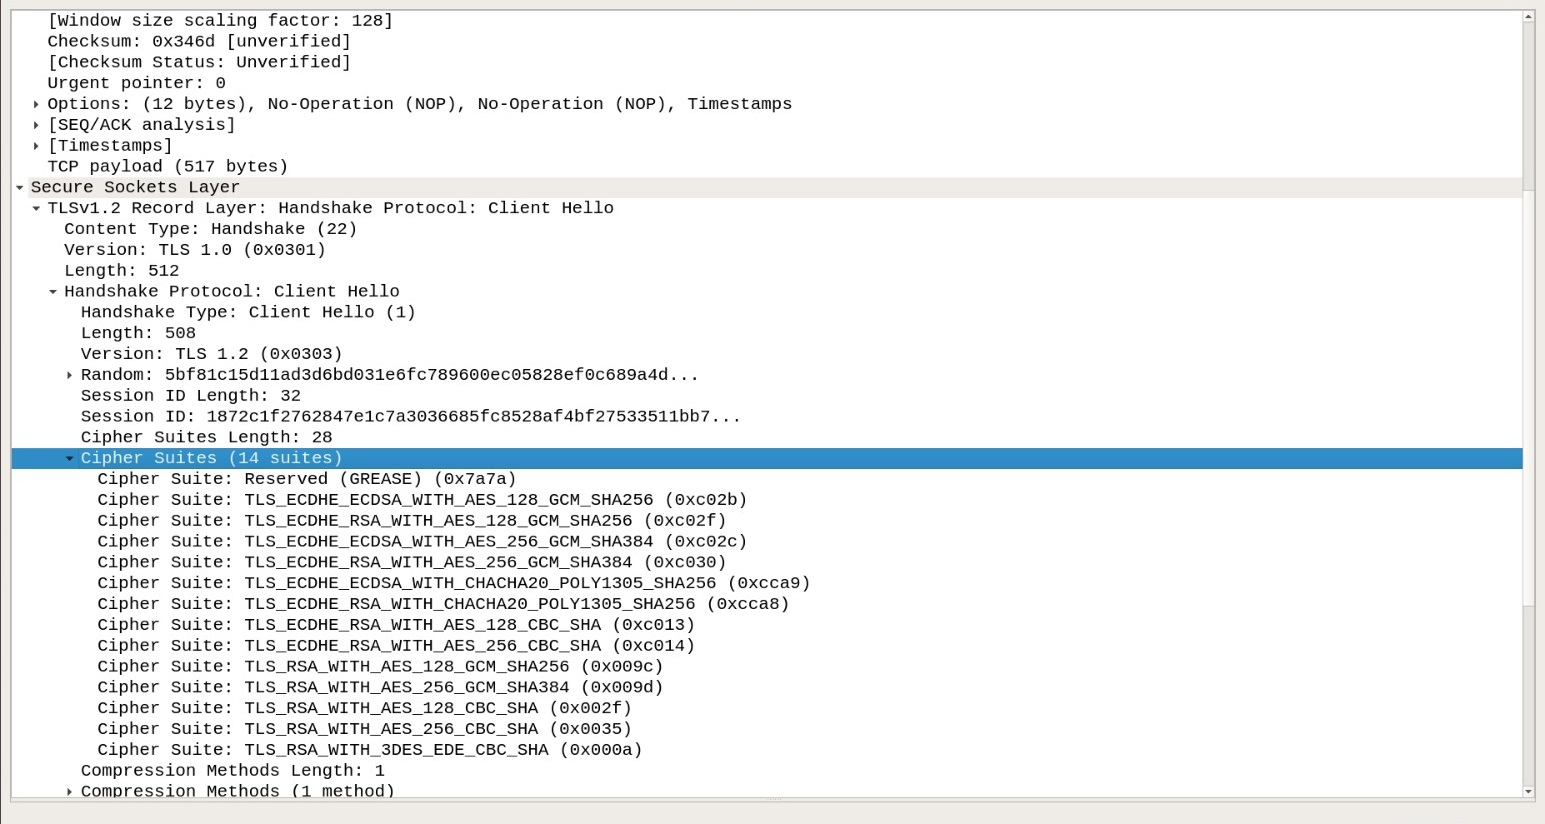 [Window size scaling factor: 128]
Checksum: 0x346d [unverified]
[Checksum Status: Unverified]
Urgent pointer: 0
Options: (12 bytes), No-Operation (NOP), No-Operation (NOP), Timestamps
[SEQ/ACK analysis]
[Timestamps]
TCP payload (517 bytes)
Secure Sockets Layer
TLSv1.2 Record Layer: Handshake Protocol: Client Hello
Content Type: Handshake (22)
Version: TLS 1.0 (0x0301)
Length: 512
Handshake Protocol: Client Hello
Handshake Type: Client Hello (1)
Length: 508
Version: TLS 1.2 (0x0303)
Random: 5bf81c15d11ad3d6bd031e6fc789600ec05828ef0c689a4d...
Session ID Length: 32
Session ID: 1872c1f2762847e1c7a3036685fc8528af4bf27533511bb7...
Cipher Suites Length: 28
Cipher Suites (14 suites)
Cipher Suite: Reserved (GREASE) (0x7a7a)
Cipher Suite: TLS_ECDHE_ECDSA_WITH_AES_128_GCM_SHA256 (0xc02b)
Cipher Suite: TLS_ECDHE_RSA_WITH_AES_128_GCM_SHA256 (0xc02f)
Cipher Suite: TLS_ECDHE_ECDSA_WITH_AES_256_GCM_SHA384 (0xc02c)
Cipher Suite: TLS_ECDHE_RSA_WITH_AES_256_GCM_SHA384 (0xc030)
Cipher Suite: TLS_ECDHE_ECDSA_WITH_CHACHA20_POLY1305_SHA256 (0xcca9)
Cipher Suite: TLS_ECDHE_RSA_WITH_CHACHA20_POLY1305_SHA256 (0xcca8)
Cipher Suite: TLS_ECDHE_RSA_WITH_AES_128_CBC_SHA (0xc013)
Cipher Suite: TLS_ECDHE_RSA_WITH_AES_256_CBC_SHA (0xc014)
Cipher Suite: TLS_RSA_WITH_AES_128_GCM_SHA256 (0x009c)
Cipher Suite: TLS_RSA_WITH_AES_256_GCM_SHA384 (0x009d)
Cipher Suite: TLS_RSA_WITH_AES_128_CBC_SHA (0x002f)
Cipher Suite: TLS_RSA_WITH_AES_256_CBC_SHA (0x0035)
Cipher Suite: TLS_RSA_WITH_3DES_EDE_CBC_SHA (0x000a)
Compression Methods Length: 1
Compression Methods (1 method)